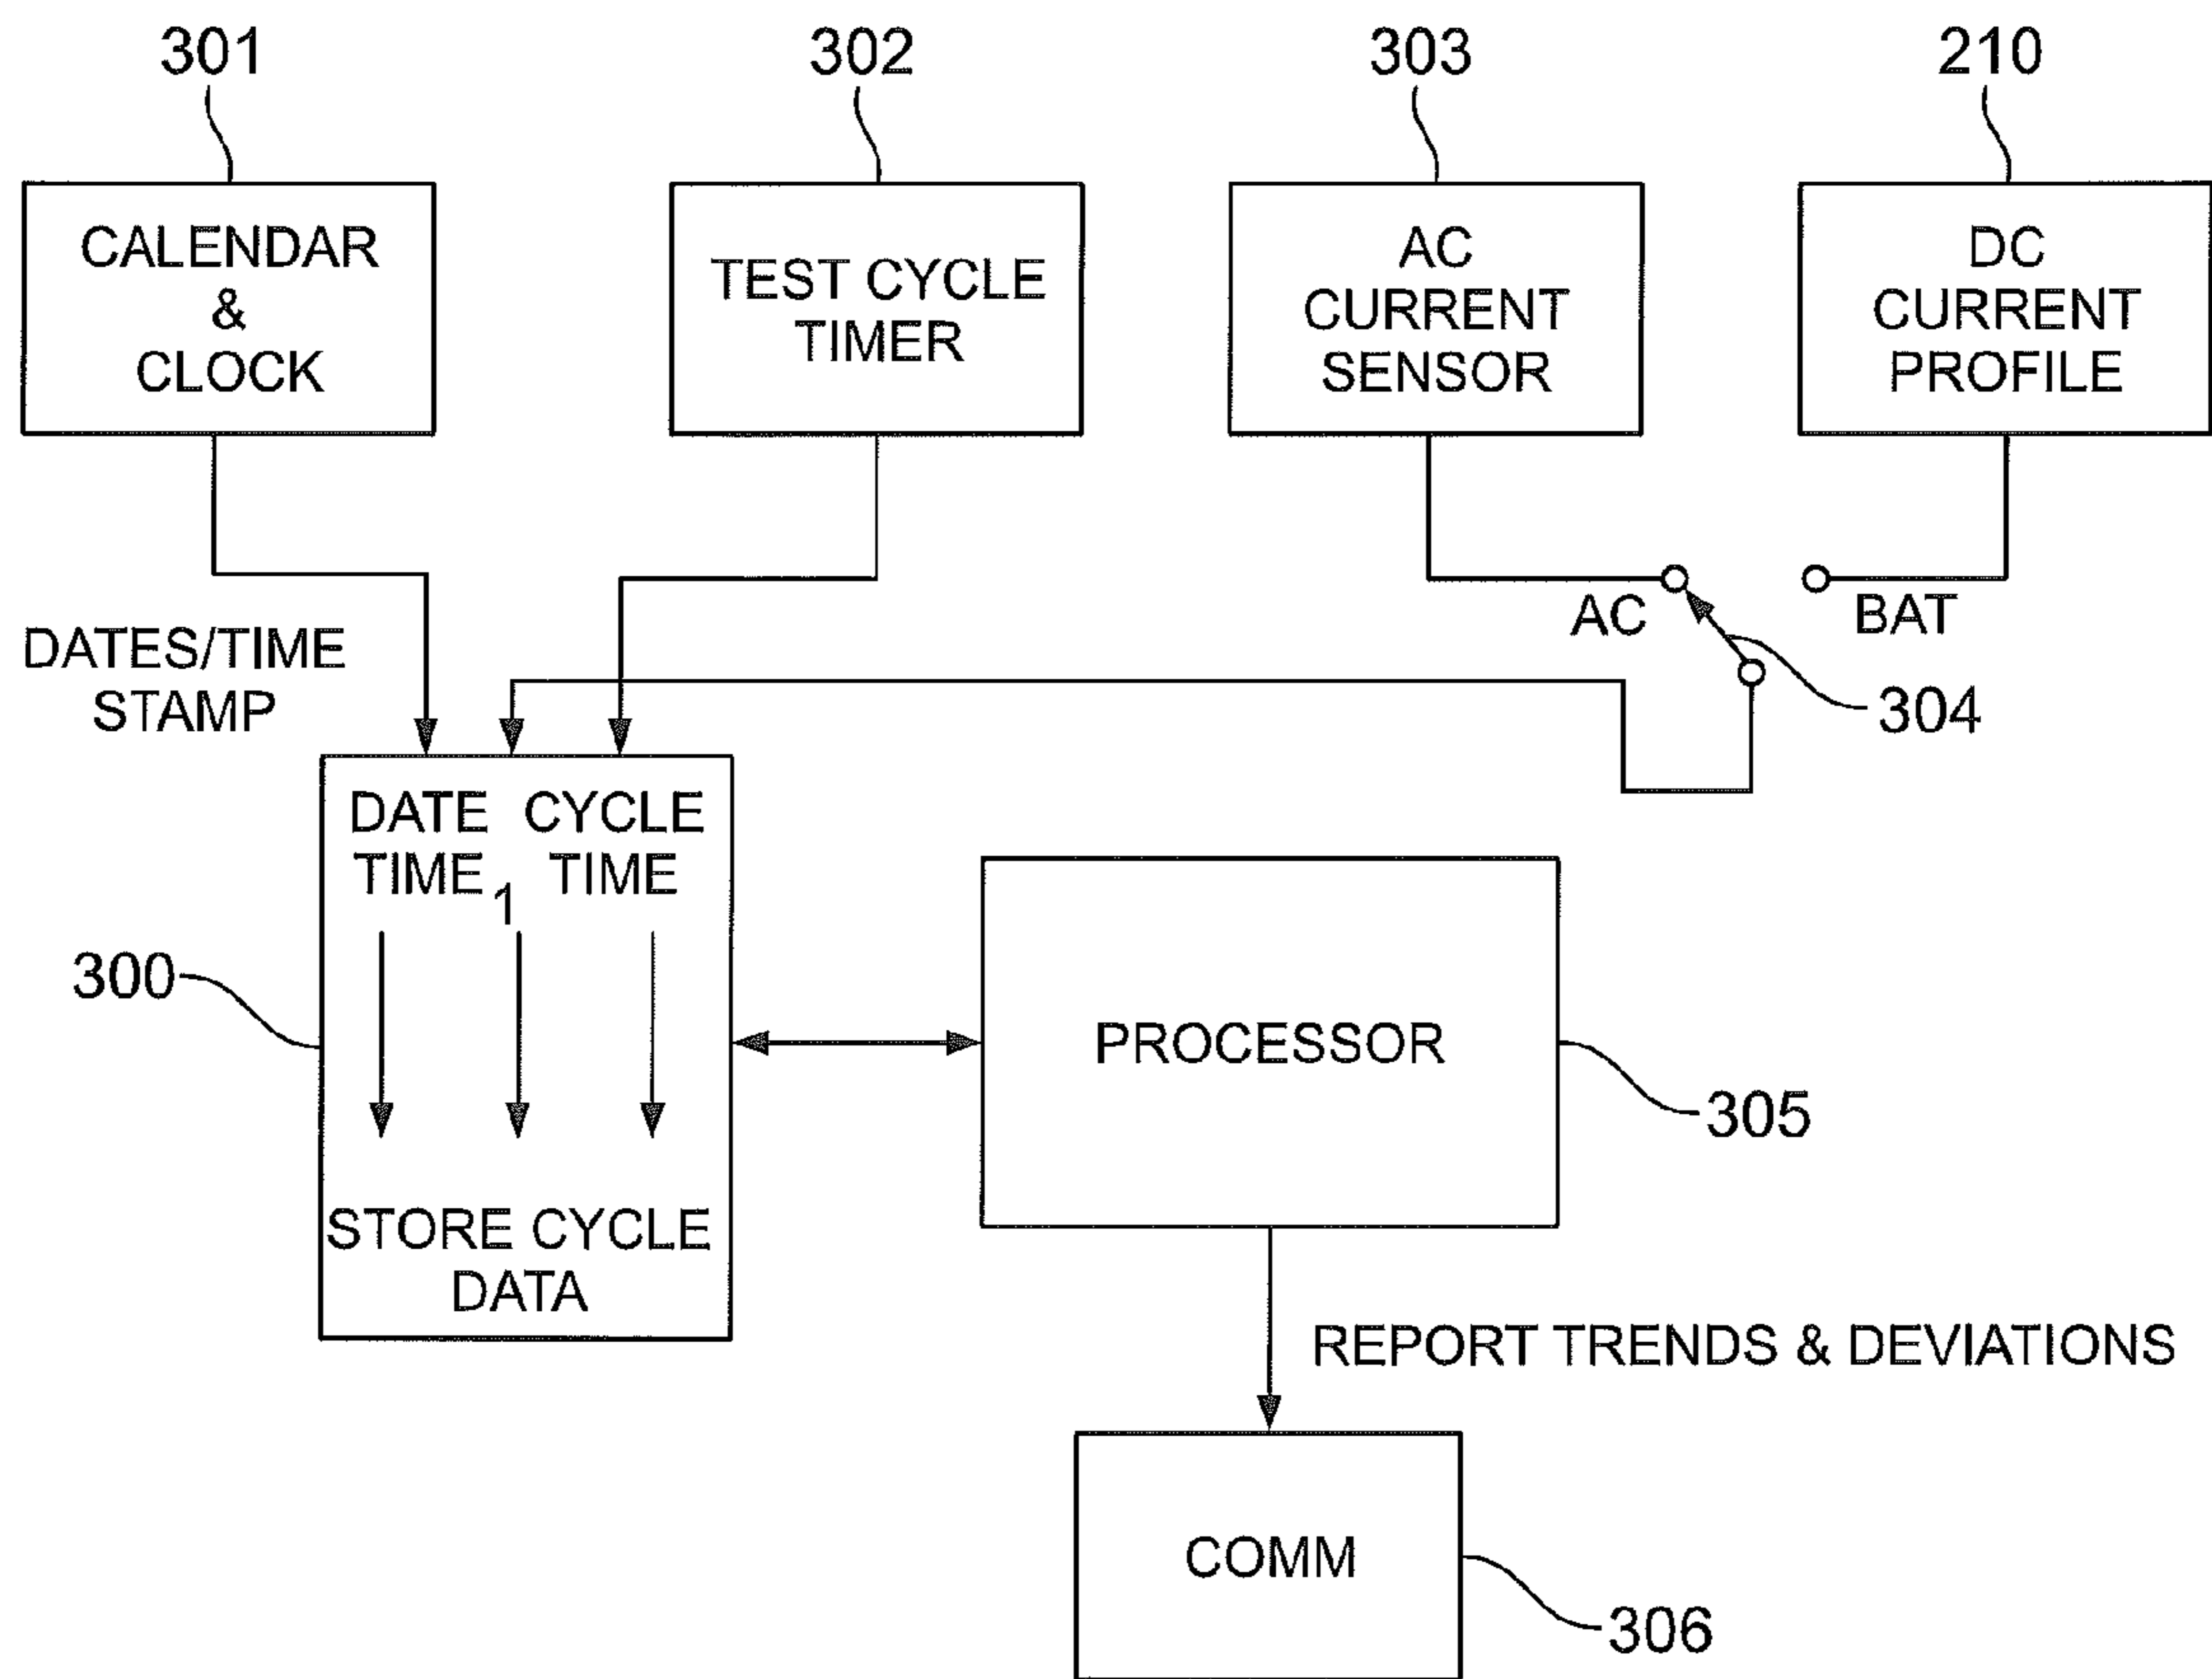 301
302
303
210
CALENDAR
&
CLOCK
TEST CYCLE
TIMER
AC
CURRENT
SENSOR
DC
CURRENT
PROFILE
AC
BAT
304
DATES/TIME
STAMP
DATE CYCLE
TIME 1 TIME
300
STORE CYCLE
DATA
PROCESSOR
305
REPORT TRENDS & DEVIATIONS
COMM
306